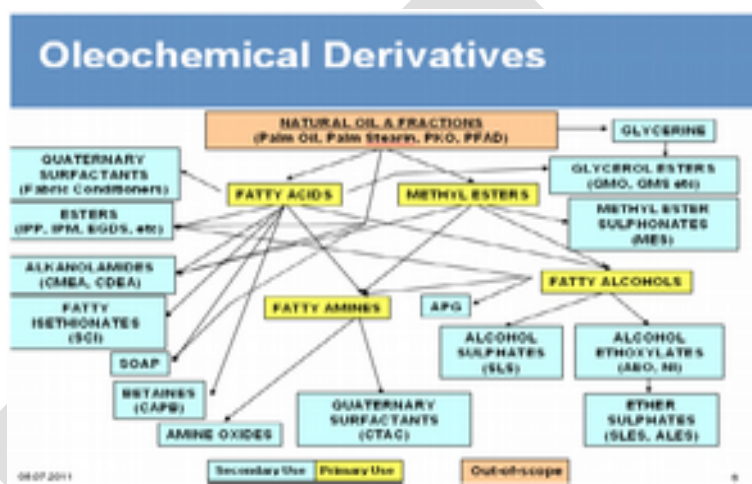 Oleochemical Derivatives
NATURAL OIL & FRACTIONS
(Palm Oil, Palm Stearin, PKO, PFAD)
GLYCERINE
QUATERNARY
SURFACTANTS
(Fabric Conditioners)
FATTY ACIDS
METHYL ESTERS
GLYCEROL ESTERS
(GMO, GMS etc)
ESTERS
(IPP, IPM, EGDS, etc)
METHYL ESTER
SULPHONATES
(MES)
ALKANOLAMIDES
(CMEA, CDEA)
FATTY ALCOHOLS
FATTY
ISETHIONATES
(SCI)
FATTY AMINES
APG
SOAP
ALCOHOL
SULPHATES
(SLS)
ALCOHOL
ETHOXYLATES
(AEO, NI)
BETAINES
(CAPB)
AMINE OXIDES
QUATERNARY
SURFACTANTS
(CTAC)
ETHER
SULPHATES
(SLES, ALES)
08.07.2011
Secondary Use
Primary Use
Out-of-scope